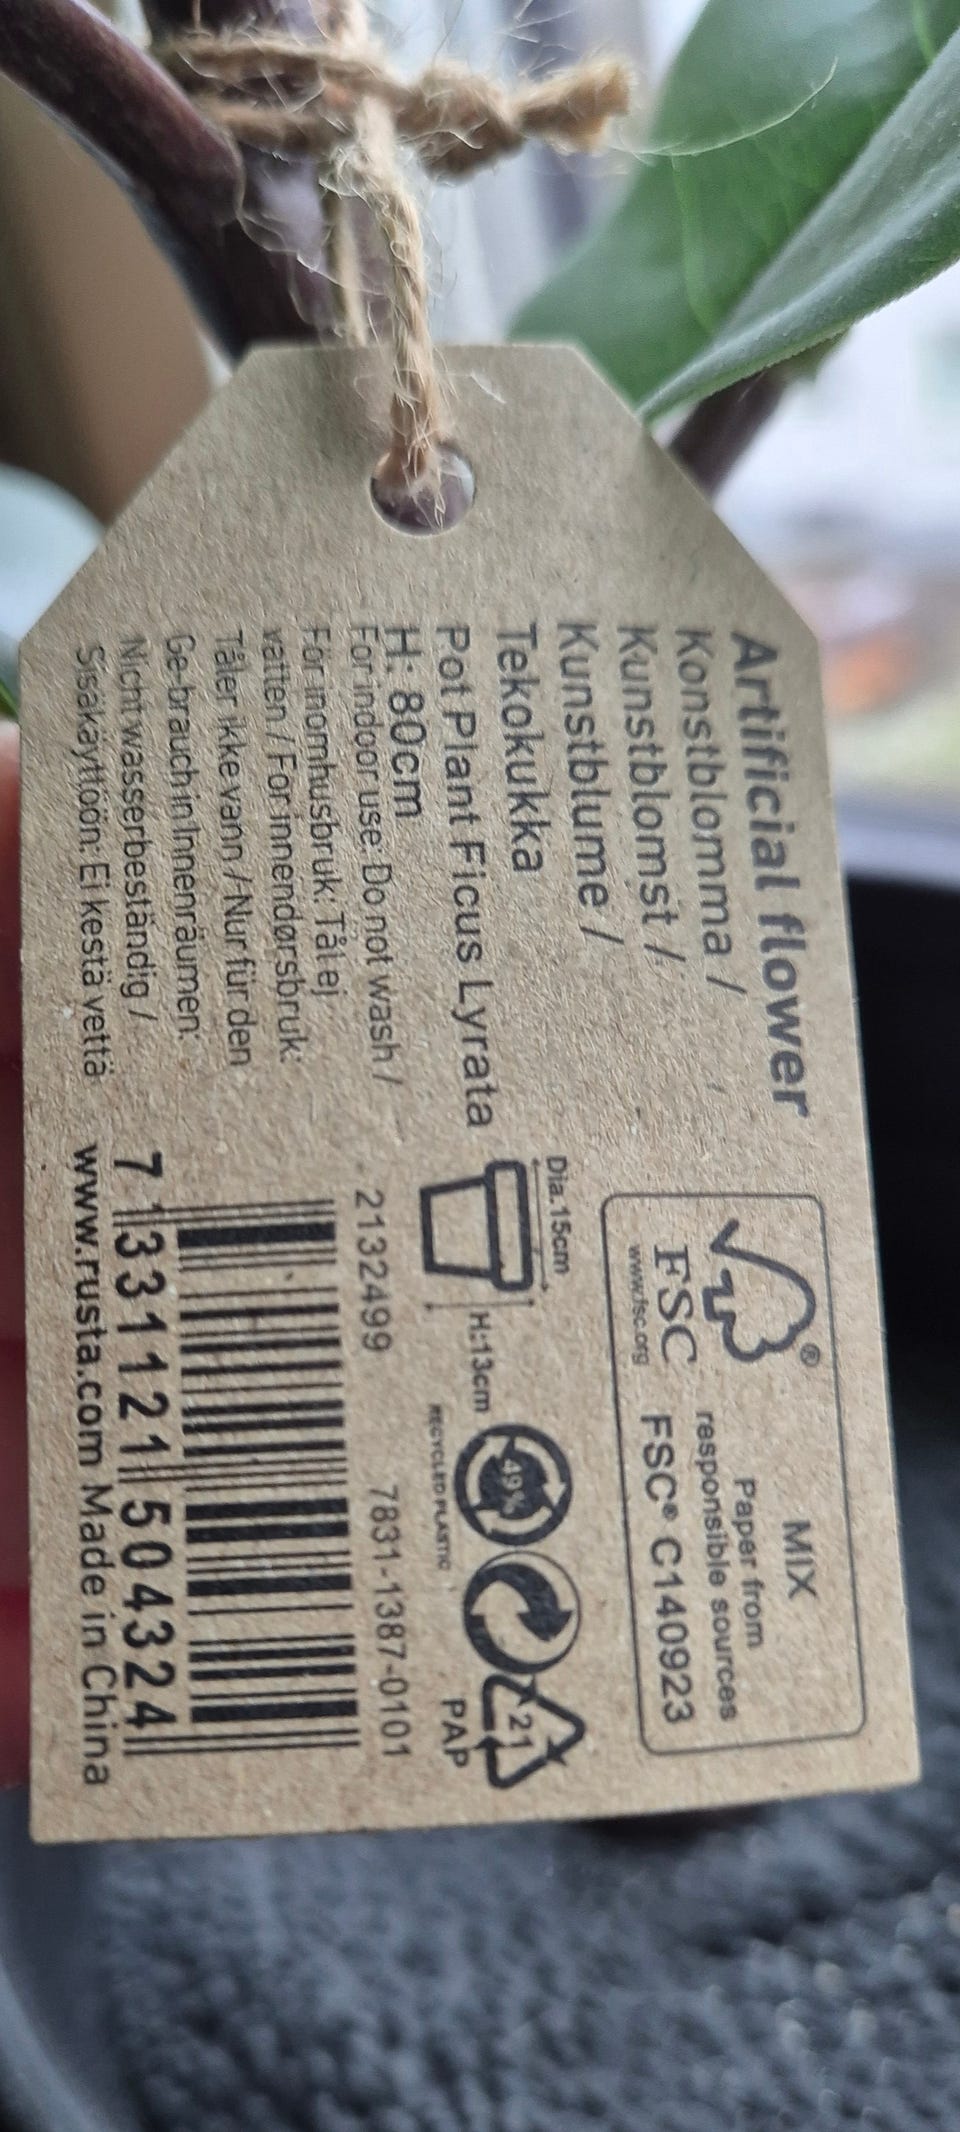 Artificial flower
Konstblomma /
Kunstblomst /
Kunstblume /
Tekokukka
Pot Plant Ficus Lyrata
H: 80cm
For indoor use: Do not wash /
För inomhusbruk: Tål ej
vatten / For innendørsbruk:
Tåler ikke vann / Nur für den
Ge-brauch in Innenräumen:
Nicht wasserbeständig /
Sisäkäyttöön: Ei kestä vettä
®
FSC
www.fsc.org
MIX
Paper from
responsible sources
FSC® C140923
Dia.15cm
H:13cm
49%
RECYCLED PLASTIC
21
PAP
2132499 7831-1387-0101
7 331121 504324
www.rusta.com Made in China